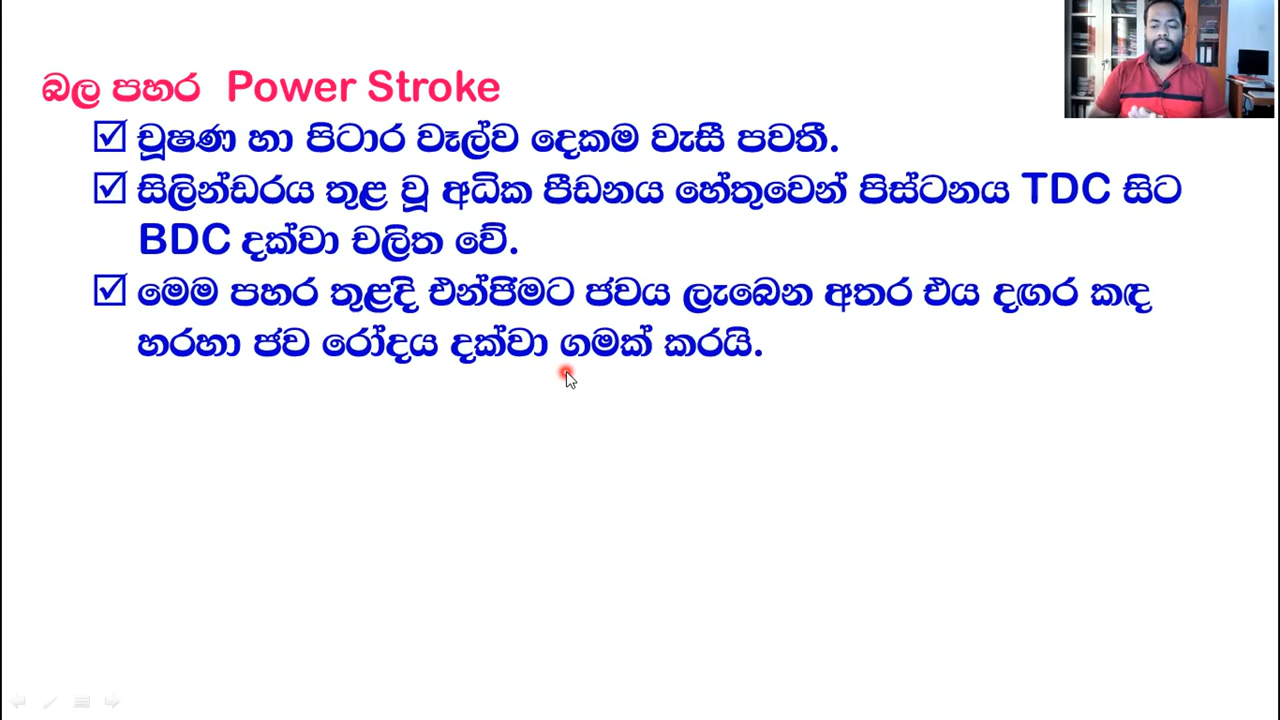 බල පහර Power Stroke
චූෂණ හා පිටාර වෑල්ව දෙකම වැසී පවතී.
සිලින්ඩරය තුළ වූ අධික පීඩනය හේතුවෙන් පිස්ටනය TDC සිට
BDC දක්වා චලිත වේ.
මෙම පහර තුළදි එන්ජිමට ජවය ලැබෙන අතර එය දඟර කඳ
හරහා ජව රෝදය දක්වා ගමක් කරයි.